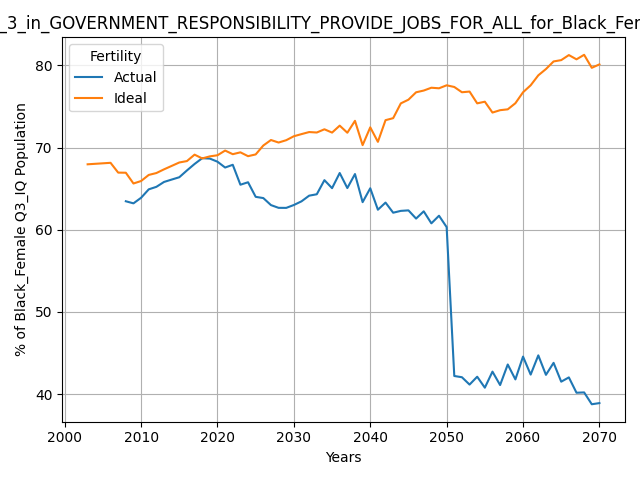 _3_in_GOVERNMENT_RESPONSIBILITY_PROVIDE_JOBS_FOR_ALL_for_Black_Fer
Fertility
Actual
Ideal
% of Black_Female Q3_IQ Population
80
70
60
50
40
2000 2010 2020 2030 2040 2050 2060 2070
Years